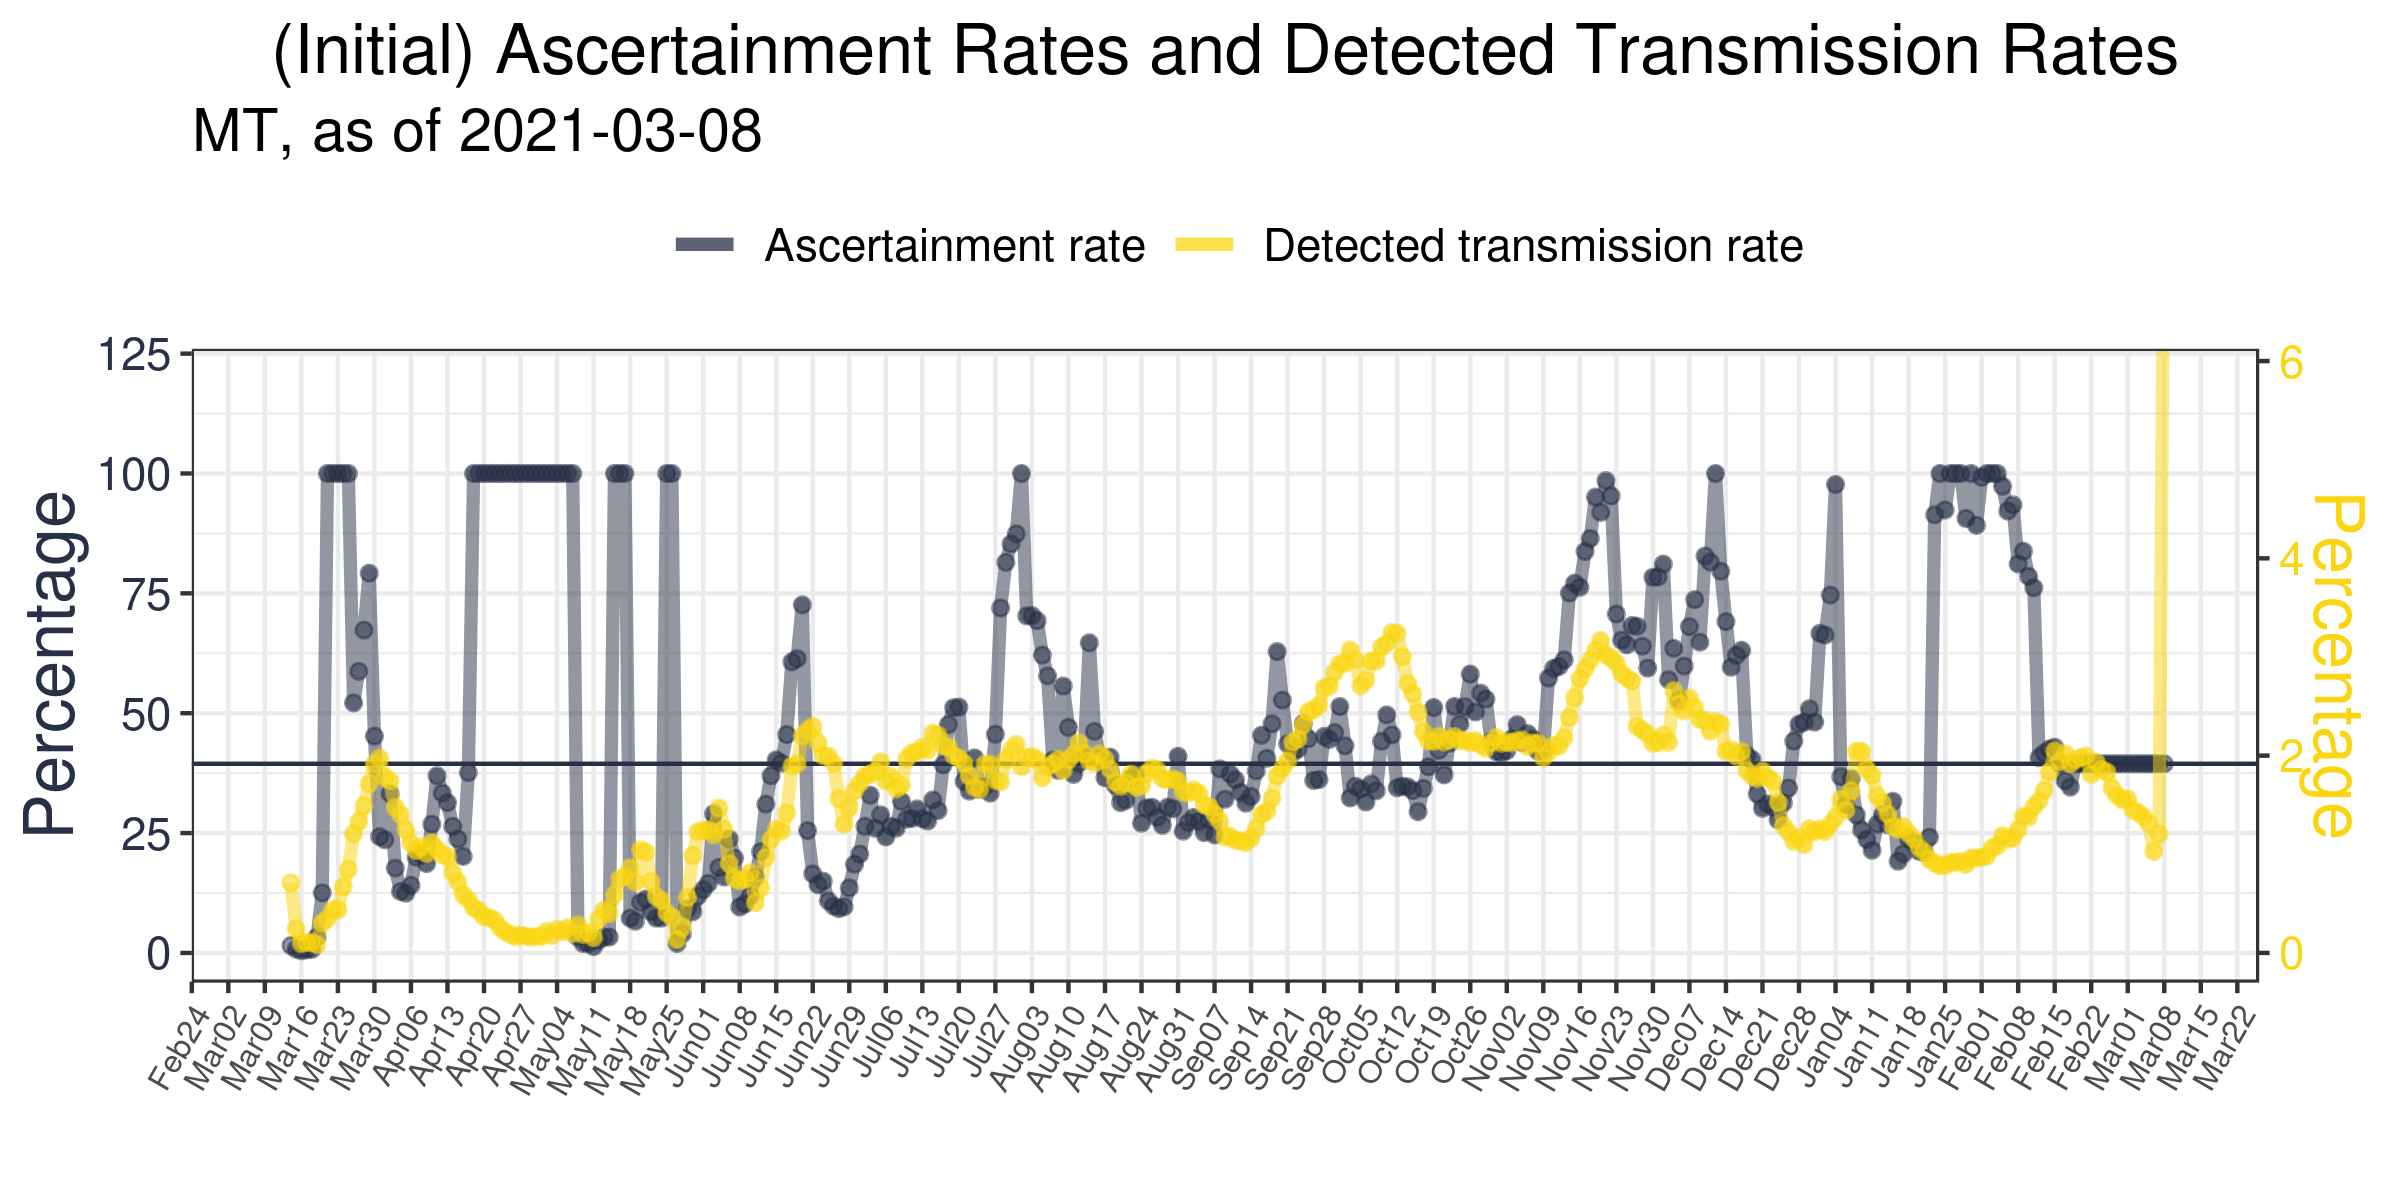 (Initial) Ascertainment Rates and Detected Transmission Rates
MT, as of 2021-03-08
Ascertainment rate
Detected transmission rate
125
100
75
50
25
0
Percentage
6
4
2
0
Percentage
Feb24
Mar02
Mar09
Mar16
Mar23
Mar30
Apr06
Apr13
Apr20
Apr27
May04
May11
May18
May25
Jun01
Jun08
Jun15
Jun22
Jun29
Jul06
Jul13
Jul20
Jul27
Aug03
Aug10
Aug17
Aug24
Aug31
Sep07
Sep14
Sep21
Sep28
Oct05
Oct12
Oct19
Oct26
Nov02
Nov09
Nov16
Nov23
Nov30
Dec07
Dec14
Dec21
Dec28
Jan04
Jan11
Jan18
Jan25
Feb01
Feb08
Feb15
Feb22
Mar01
Mar08
Mar15
Mar22